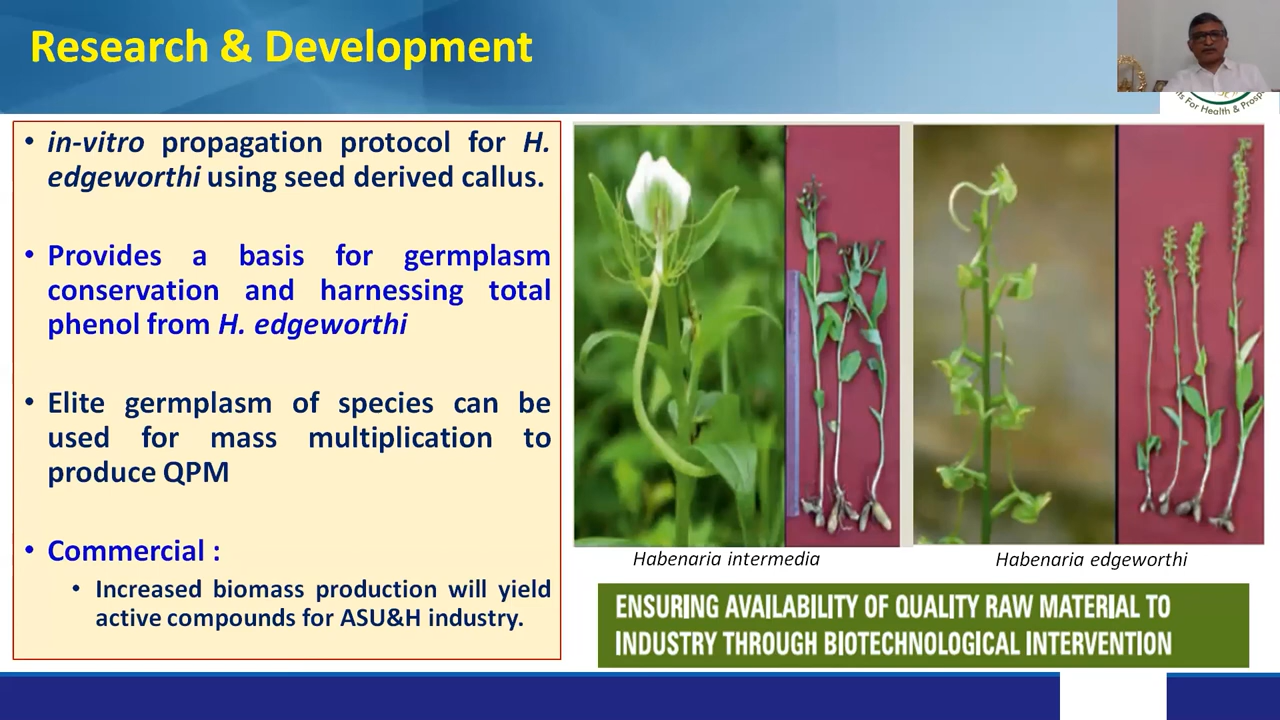 Research & Development
• in-vitro propagation protocol for H.
edgeworthi using seed derived callus.
• Provides a basis for germplasm
conservation and harnessing total
phenol from H. edgeworthi
• Elite germplasm of species can be
used for mass multiplication to
produce QPM
• Commercial :
• Increased biomass production will yield
active compounds for ASU&H industry.
Habenaria intermedia
Habenaria edgeworthi
ENSURING AVAILABILITY OF QUALITY RAW MATERIAL TO
INDUSTRY THROUGH BIOTECHNOLOGICAL INTERVENTION
For Health &